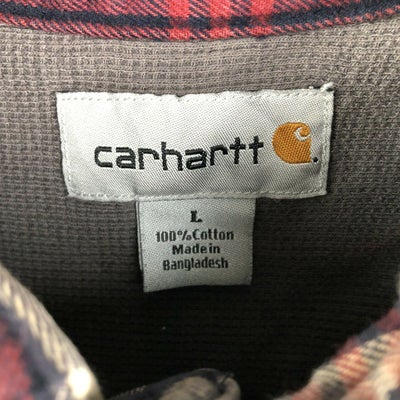 carhartt
L
100% Cotton
Made in
Bangladesh